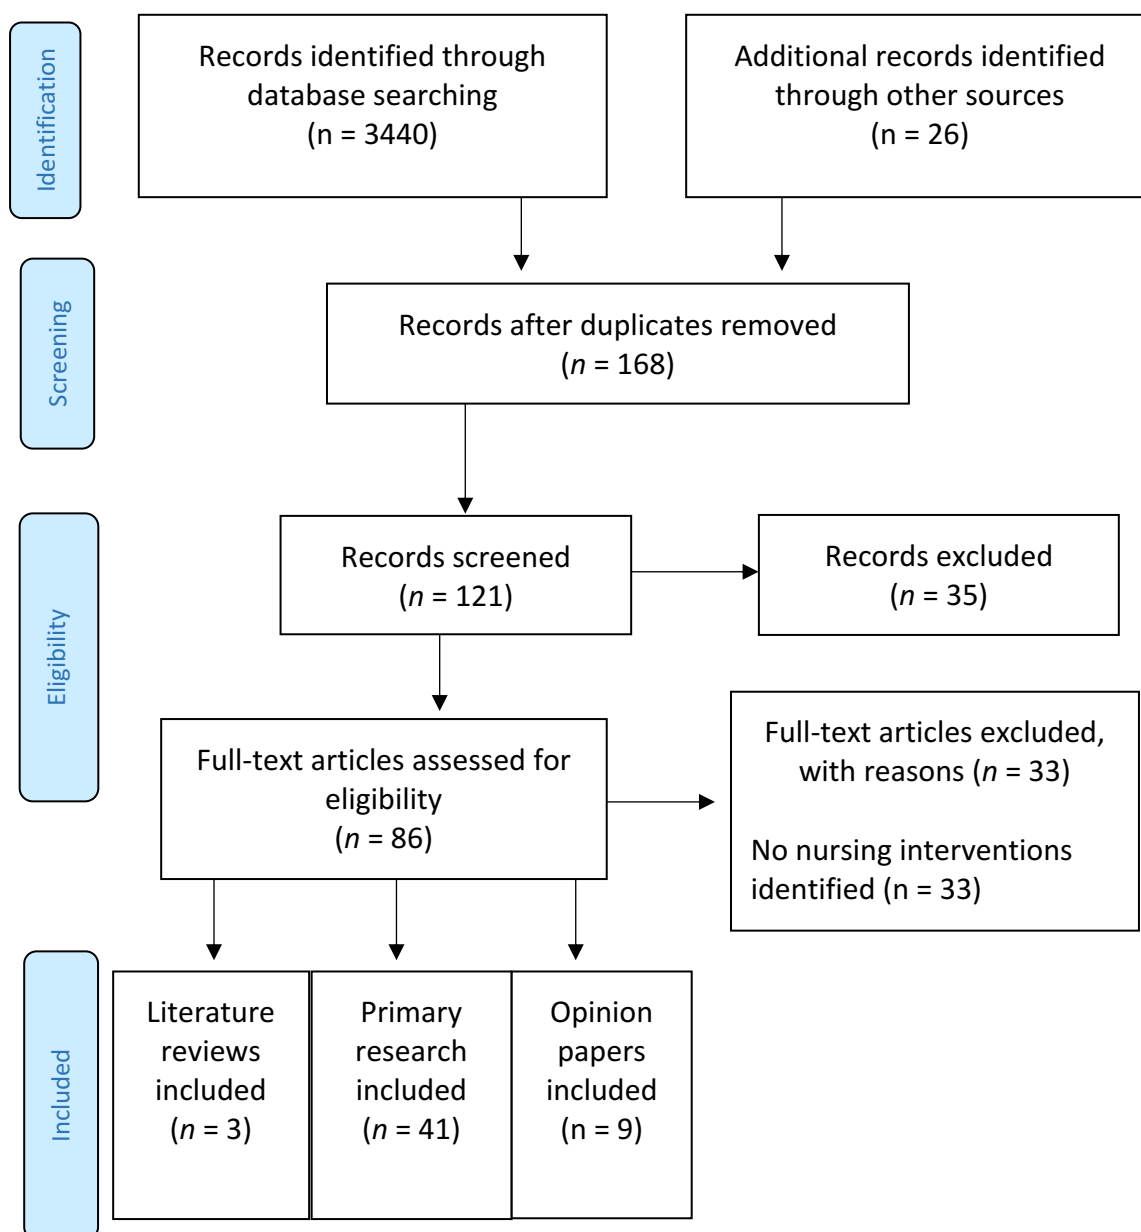 Identification
Records identified through
database searching
(n = 3440)
Additional records identified
through other sources
(n = 26)
Screening
Records after duplicates removed
(n = 168)
Eligibility
Records screened
(n = 121)
Records excluded
(n = 35)
Full-text articles assessed for
eligibility
(n = 86)
Full-text articles excluded,
with reasons (n = 33)
No nursing interventions
identified (n = 33)
Included
Literature
reviews
included
(n = 3)
Primary
research
included
(n = 41)
Opinion
papers
included
(n = 9)